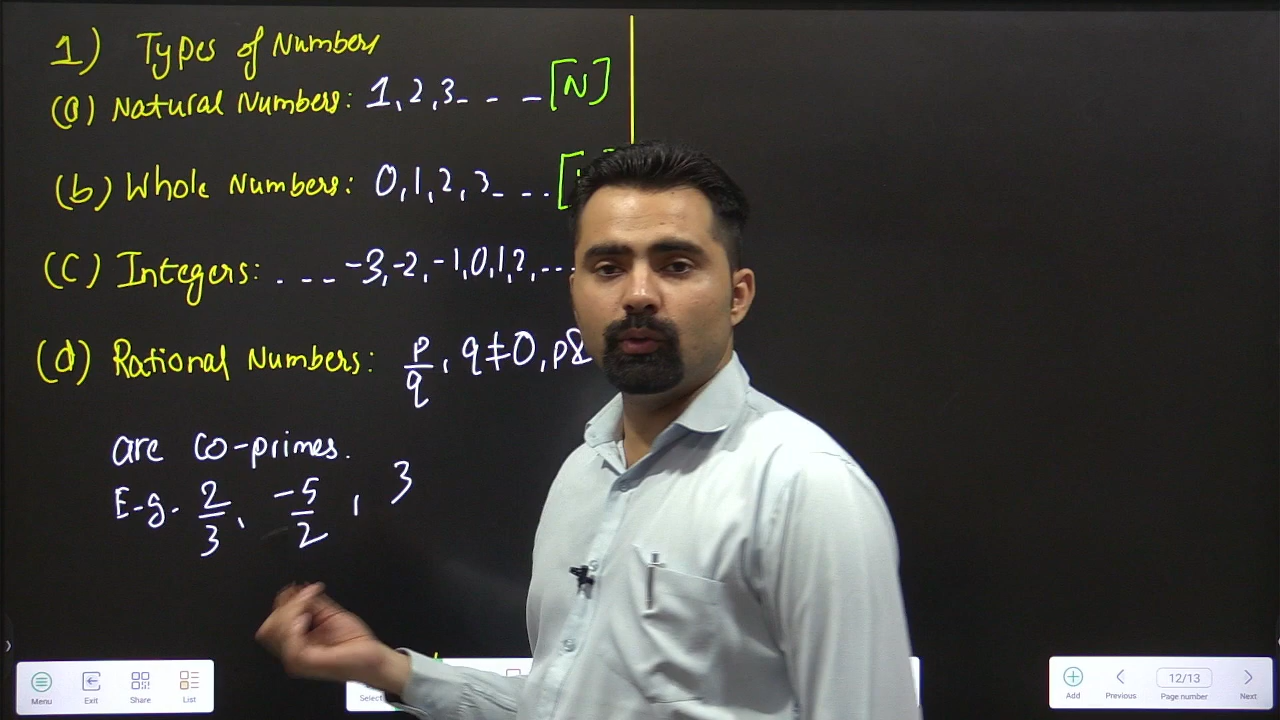 1) Types of Numbers
(a) Natural Numbers: 1, 2, 3- - - [N]
(b) Whole Numbers: 0, 1, 2, 3- - - [
(C) Integers: - - - -3, -2, -1, 0, 1, 2, ---
(d) Rational Numbers: p/q, q≠0, p&
are co-primes.
E.g. 2/3, -5/2, 3
Menu
Exit
Share
List
Select
Add
Previous
12/13
Page number
Next